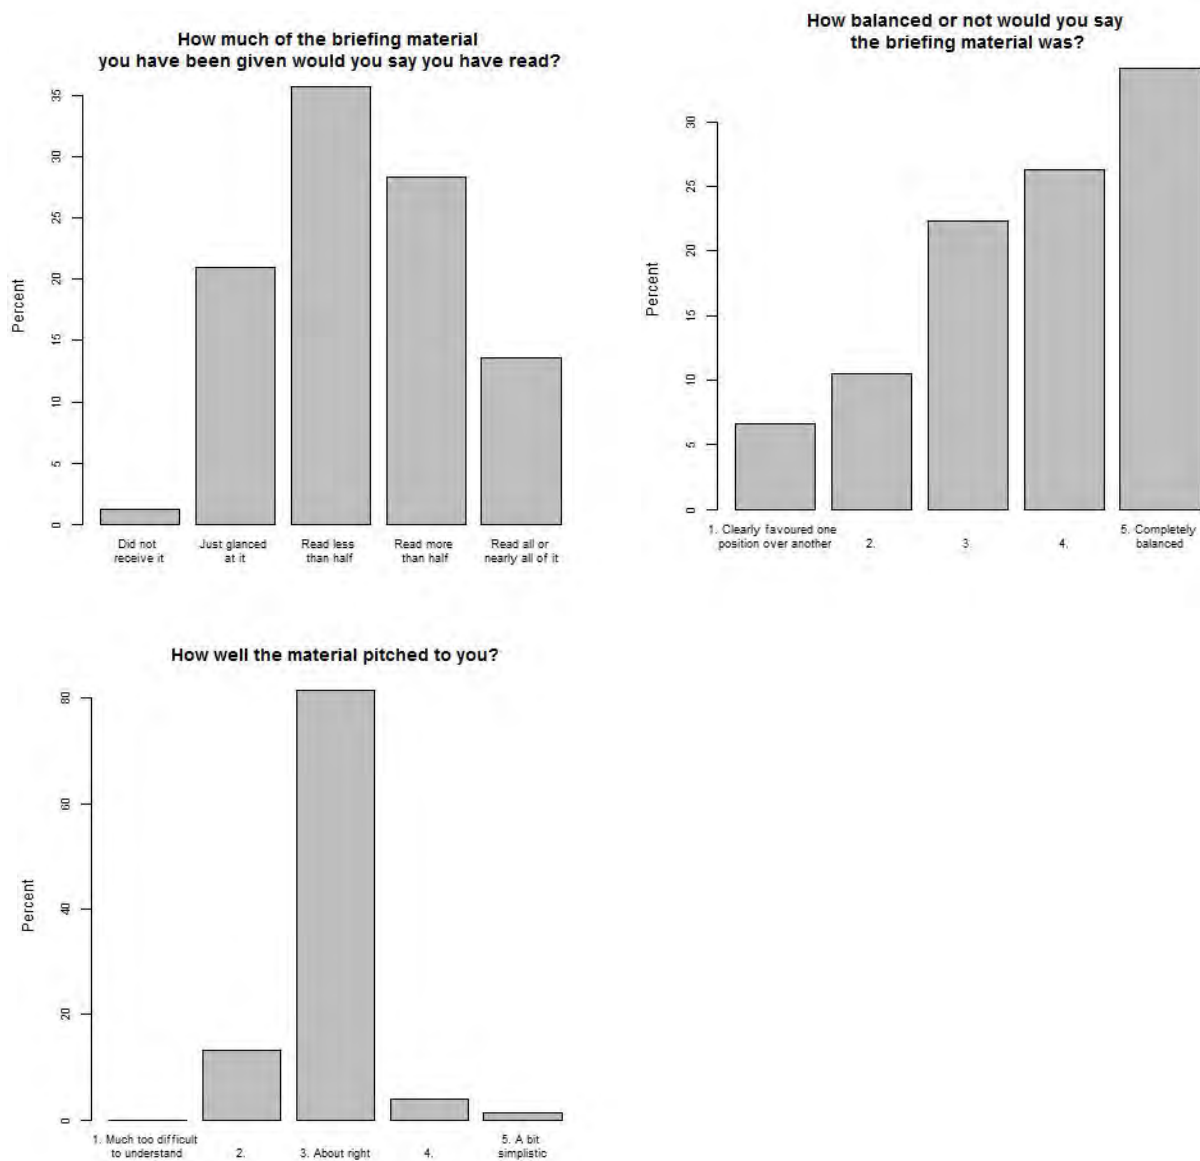 How much of the briefing material
you have been given would you say you have read?
Percent
35
30
25
20
15
10
5
0
Did not
receive it
Just glanced
at it
Read less
than half
Read more
than half
Read all or
nearly all of it
How balanced or not would you say
the briefing material was?
Percent
30
25
20
15
10
5
0
1. Clearly favoured one
position over another
2.
3.
4.
5. Completely
balanced
How well the material pitched to you?
Percent
80
60
40
20
0
1. Much too difficult
to understand
2.
3. About right
4.
5. A bit
simplistic